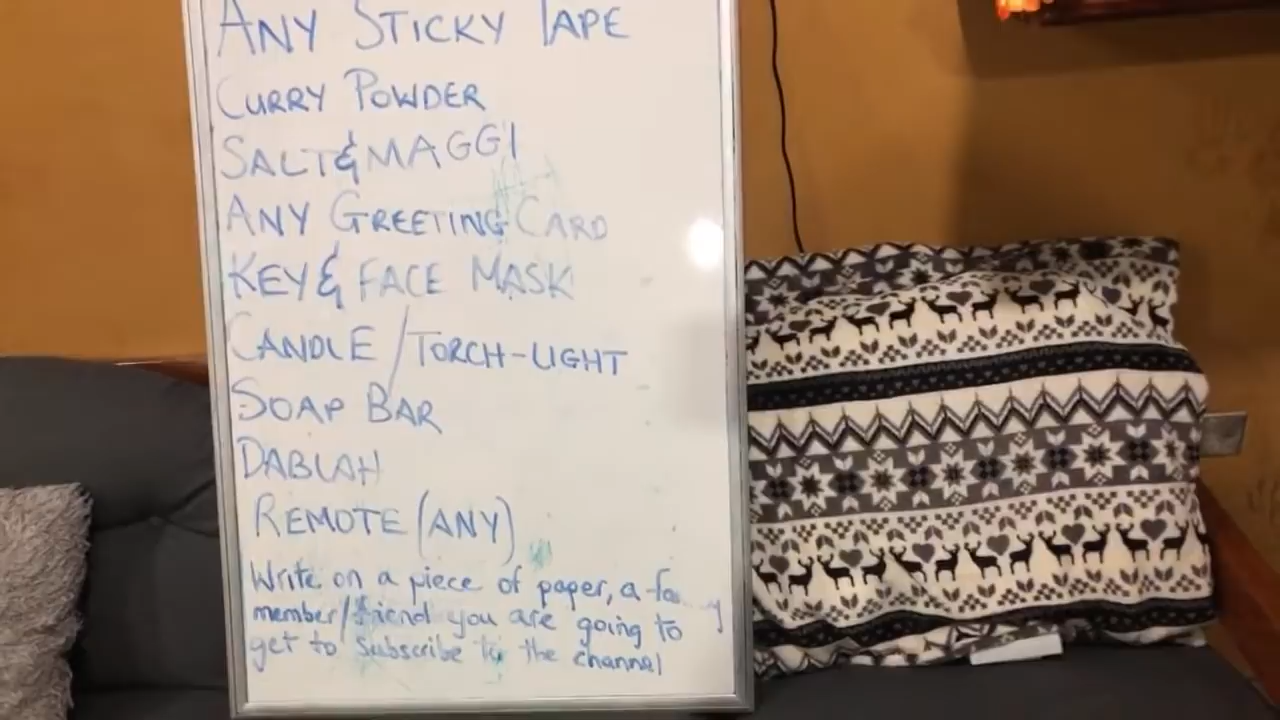 ANY STICKY TAPE
CURRY POWDER
SALT & MAGGI
ANY GREETING CARD
KEY & FACE MASK
CANDLE / TORCH-LIGHT
SOAP BAR
DABLAH
REMOTE (ANY)
Write on a piece of paper, a
member/friend you are going to
get to subscribe to the channel